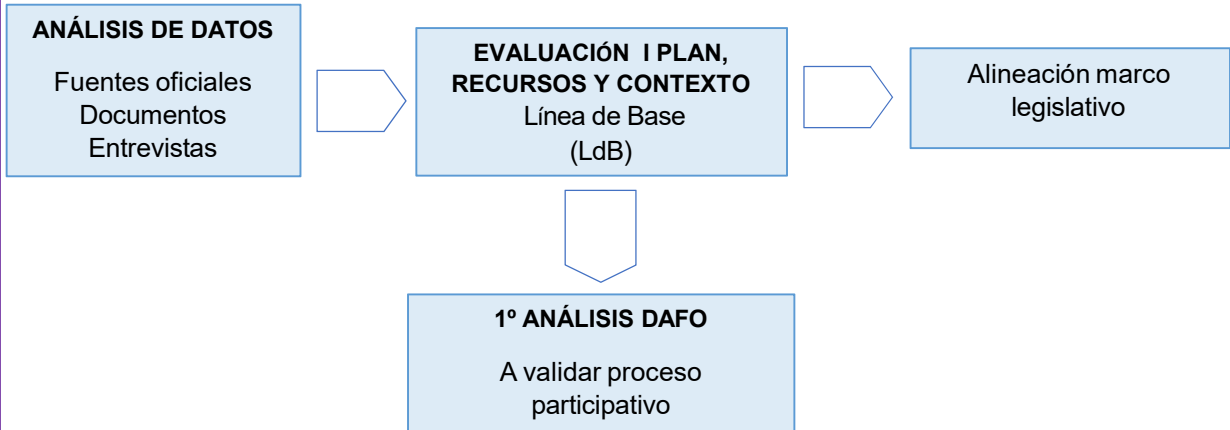 ANÁLISIS DE DATOS
Fuentes oficiales
Documentos
Entrevistas
EVALUACIÓN I PLAN,
RECURSOS Y CONTEXTO
Línea de Base
(LdB)
Alineación marco
legislativo
1º ANÁLISIS DAFO
A validar proceso
participativo